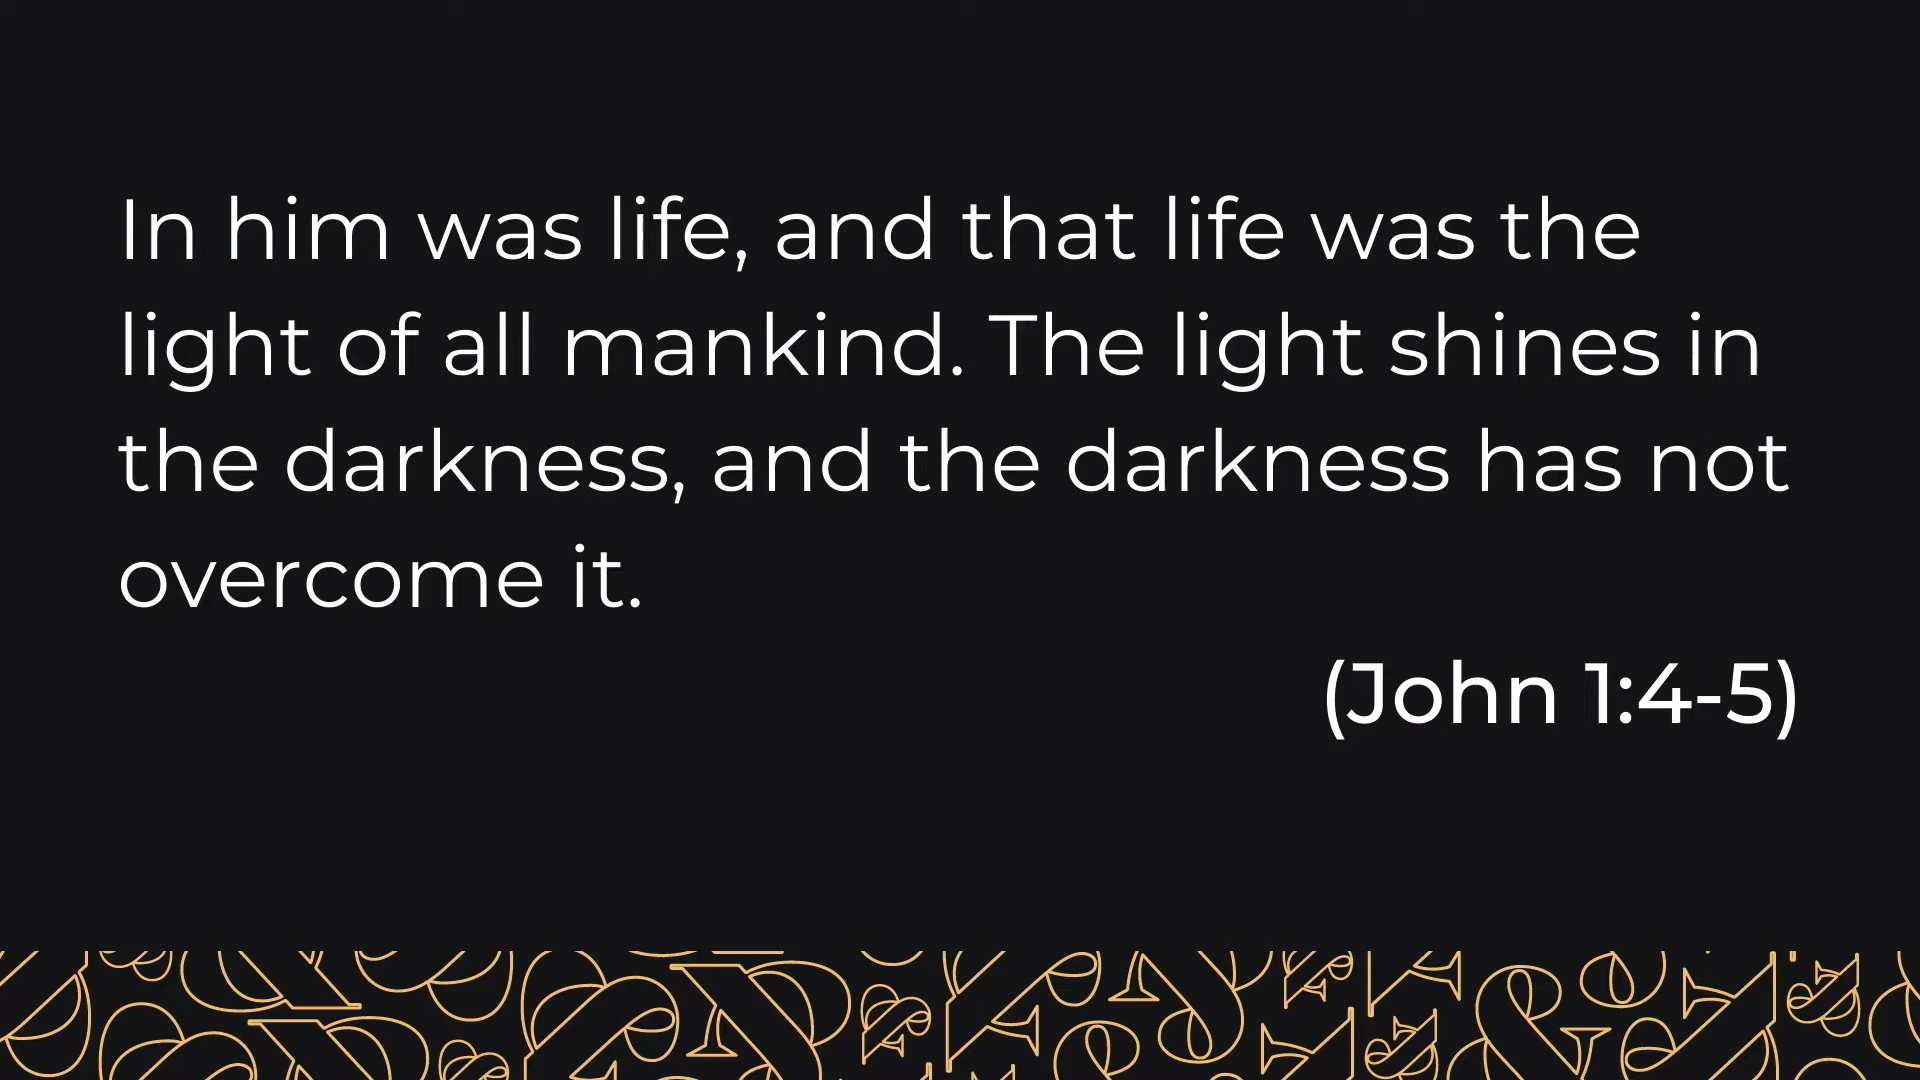 In him was life, and that life was the
light of all mankind. The light shines in
the darkness, and the darkness has not
overcome it.
(John 1:4-5)